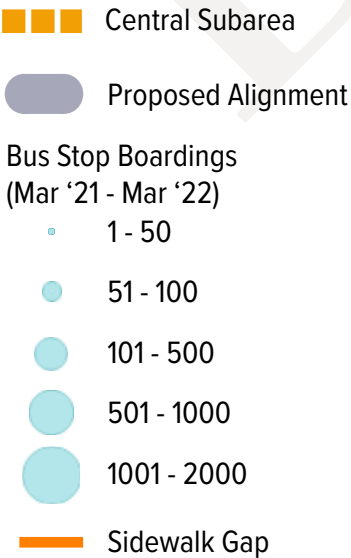 Central Subarea
Proposed Alignment
Bus Stop Boardings
(Mar ‘21 - Mar ‘22)
1 - 50
51 - 100
101 - 500
501 - 1000
1001 - 2000
Sidewalk Gap